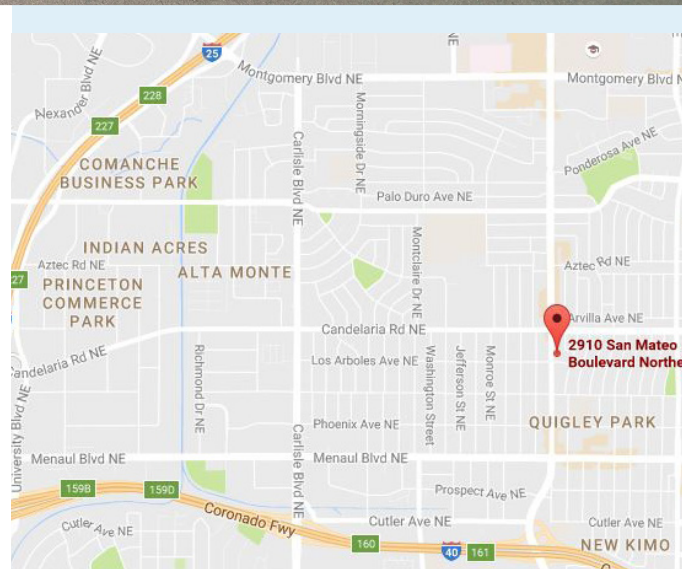 NE
25
Montgomery Blvd NE
Montgomery Blvd N
Alexander Blvd NE
228
227
Carlisle Blvd NE
Morningside Dr NE
Ponderosa Ave NE
COMANCHE
BUSINESS PARK
Palo Duro Ave NE
INDIAN ACRES
Aztec Rd NE
ALTA MONTE
Montclaire Dr NE
Aztec Rd NE
27
PRINCETON
COMMERCE
PARK
Arvilla Ave NE
Candelaria Rd NE
2910 San Mateo
Boulevard Northe
andelaria Rd NE
Los Arboles Ave NE
Richmond Dr NE
Washington Street
Jefferson St NE
Monroe St NE
University Blvd NE
Carlisle Blvd NE
Phoenix Ave NE
QUIGLEY PARK
Menaul Blvd NE
Menaul Blvd NE
159B
159D
Prospect Ave NE
Coronado Fwy
Cutler Ave NE
Cutler Ave NE
Cutler Ave NE
160
40
161
NEW KIMO